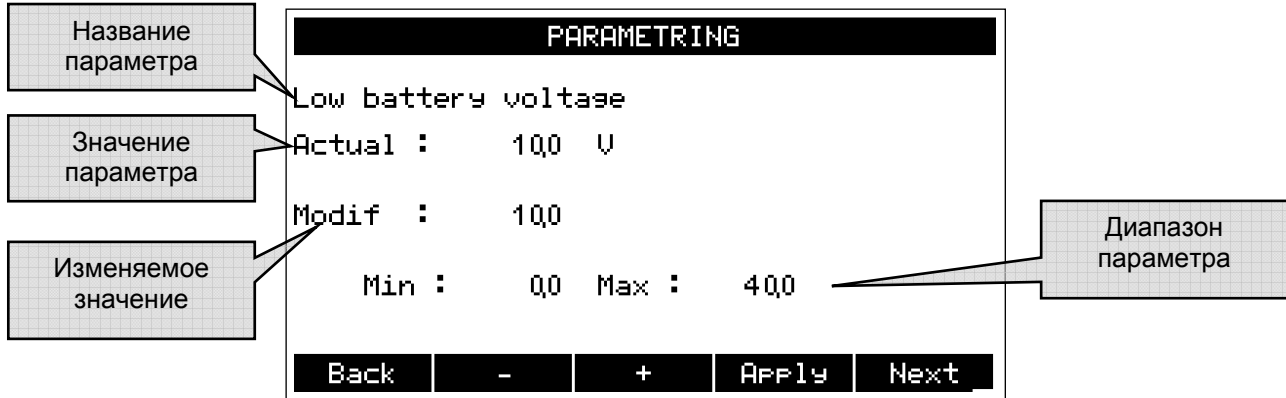 Название
параметра
Значение
параметра
Изменяемое
значение
PARAMETRING
Low battery voltage
Actual : 10,0 V
Modif : 10,0
Min : 0,0 Max : 40,0
Back - + Apply Next
Диапазон
параметра